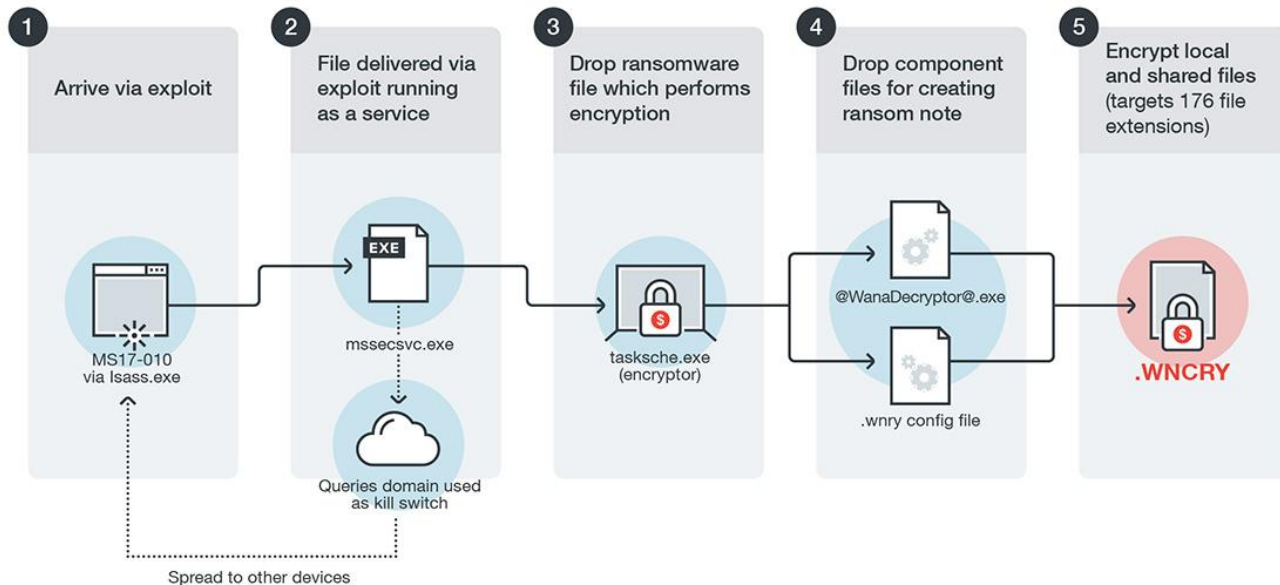 1
Arrive via exploit
MS17-010
via lsass.exe
2
File delivered via
exploit running
as a service
EXE
mssecsvc.exe
Queries domain used
as kill switch
Spread to other devices
3
Drop ransomware
file which performs
encryption
$
tasksche.exe
(encryptor)
4
Drop component
files for creating
ransom note
@WanaDecryptor@.exe
.wnry config file
5
Encrypt local
and shared files
(targets 176 file
extensions)
$
.WNCRY